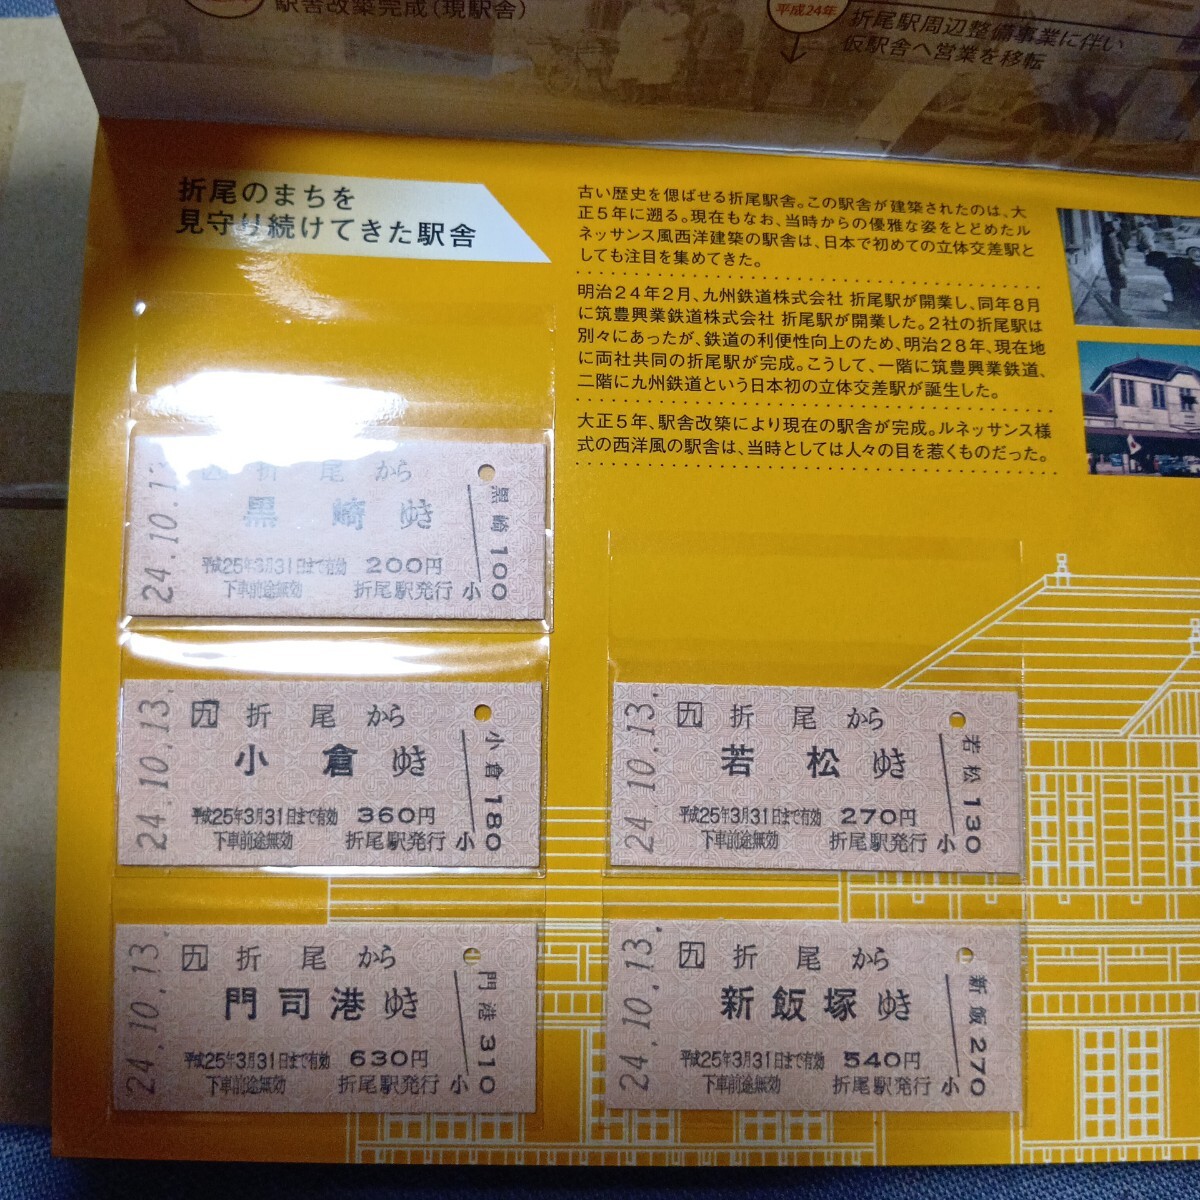 駅舎改築完成(現駅舎)
平成24年
折尾駅周辺整備事業に伴い
仮駅舎へ営業を移転
折尾のまちを
見守り続けてきた駅舎
古い歴史を偲ばせる折尾駅舎。この駅舎が建築されたのは、大
正5年に遡る。現在もなお、当時からの優雅な姿をとどめたル
ネッサンス風西洋建築の駅舎は、日本で初めての立体交差駅と
しても注目を集めてきた。
明治24年2月、九州鉄道株式会社 折尾駅が開業し、同年8月
に筑豊興業鉄道株式会社 折尾駅が開業した。2社の折尾駅は
別々にあったが、鉄道の利便性向上のため、明治28年、現在地
に両社共同の折尾駅が完成。こうして、一階に筑豊興業鉄道、
二階に九州鉄道という日本初の立体交差駅が誕生した。
大正5年、駅舎改築により現在の駅舎が完成。ルネッサンス様
式の西洋風の駅舎は、当時としては人々の目を惹くものだった。
24.10.13
九 折尾から
黒崎ゆき
平成25年3月31日まで有効 200円
下車前途無効 折尾駅発行 小
黒崎 100
24.10.13.
九 折尾から
小倉ゆき
平成25年3月31日まで有効 360円
下車前途無効 折尾駅発行 小
小倉 180
24.10.13.
九 折尾から
若松ゆき
平成25年3月31日まで有効 270円
下車前途無効 折尾駅発行 小
若松 130
24.10.13.
九 折尾から
門司港ゆき
平成25年3月31日まで有効 630円
下車前途無効 折尾駅発行 小
門港 310
24.10.13.
九 折尾から
新飯塚ゆき
平成25年3月31日まで有効 540円
下車前途無効 折尾駅発行 小
新飯 270